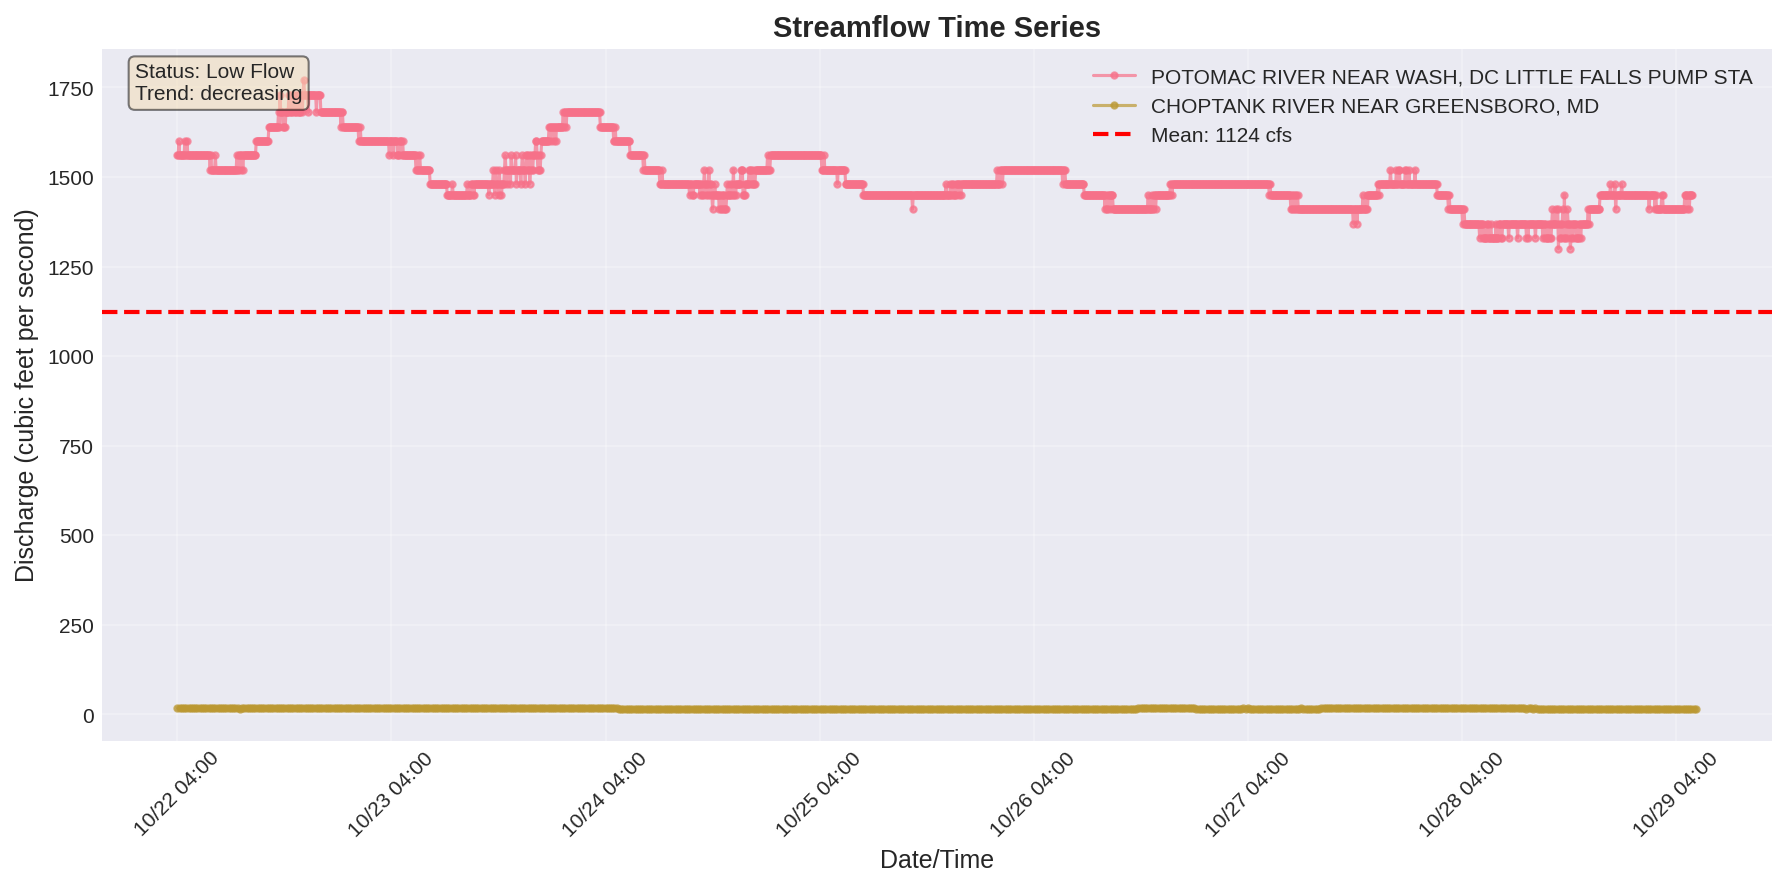 Streamflow Time Series
Status: Low Flow
Trend: decreasing
POTOMAC RIVER NEAR WASH, DC LITTLE FALLS PUMP STA
CHOPTANK RIVER NEAR GREENSBORO, MD
Mean: 1124 cfs
Discharge (cubic feet per second)
1750
1500
1250
1000
750
500
250
0
10/22 04:00
10/23 04:00
10/24 04:00
10/25 04:00
10/26 04:00
10/27 04:00
10/28 04:00
10/29 04:00
Date/Time